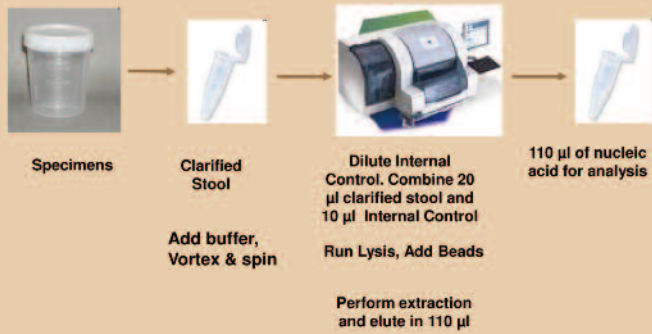 Specimens
Clarified
Stool
Add buffer,
Vortex & spin
Dilute Internal
Control. Combine 20
µl clarified stool and
10 µl Internal Control
Run Lysis, Add Beads
Perform extraction
and elute in 110 µl
110 µl of nucleic
acid for analysis